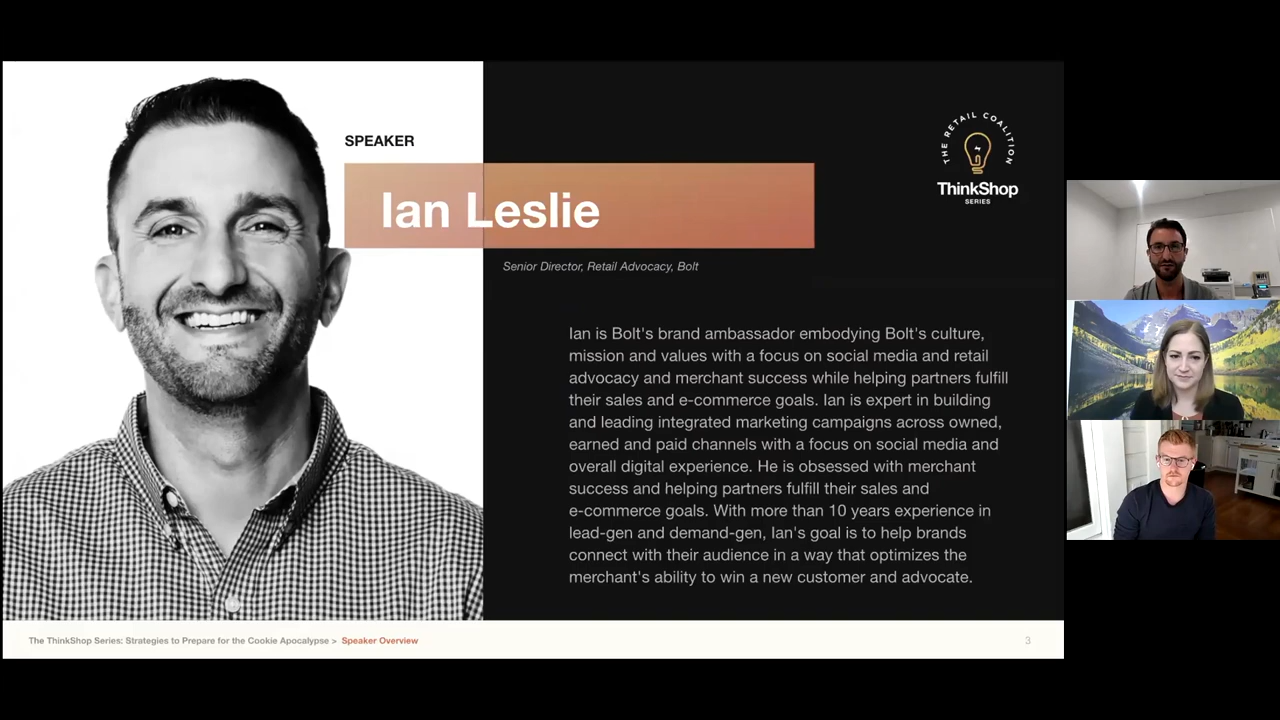 SPEAKER
Ian Leslie
Senior Director, Retail Advocacy, Bolt
THE RETAIL COALITION
ThinkShop
SERIES
Ian is Bolt's brand ambassador embodying Bolt's culture,
mission and values with a focus on social media and retail
advocacy and merchant success while helping partners fulfill
their sales and e-commerce goals. Ian is expert in building
and leading integrated marketing campaigns across owned,
earned and paid channels with a focus on social media and
overall digital experience. He is obsessed with merchant
success and helping partners fulfill their sales and
e-commerce goals. With more than 10 years experience in
lead-gen and demand-gen, Ian's goal is to help brands
connect with their audience in a way that optimizes the
merchant's ability to win a new customer and advocate.
The ThinkShop Series: Strategies to Prepare for the Cookie Apocalypse > Speaker Overview
3
WiFi